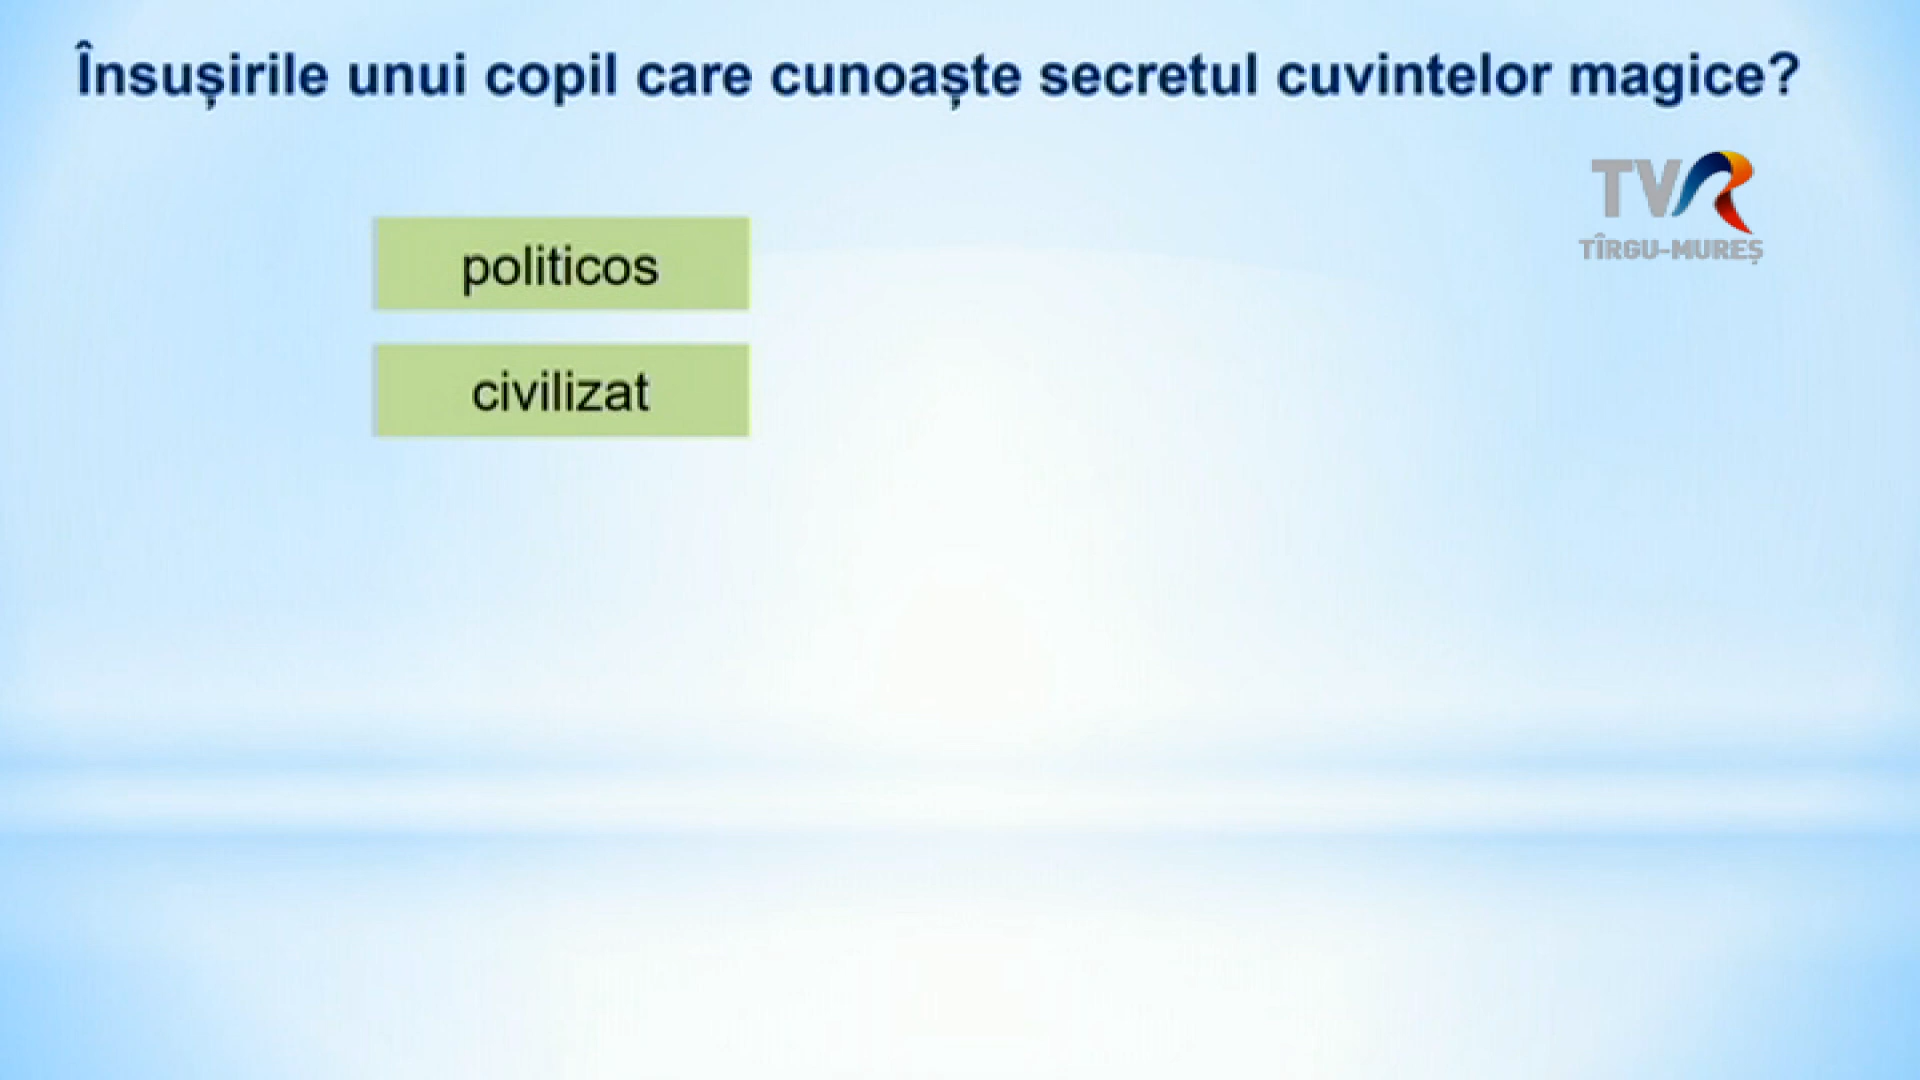 Însușirile unui copil care cunoaște secretul cuvintelor magice?
TVR
TÎRGU-MUREȘ
politicos
civilizat